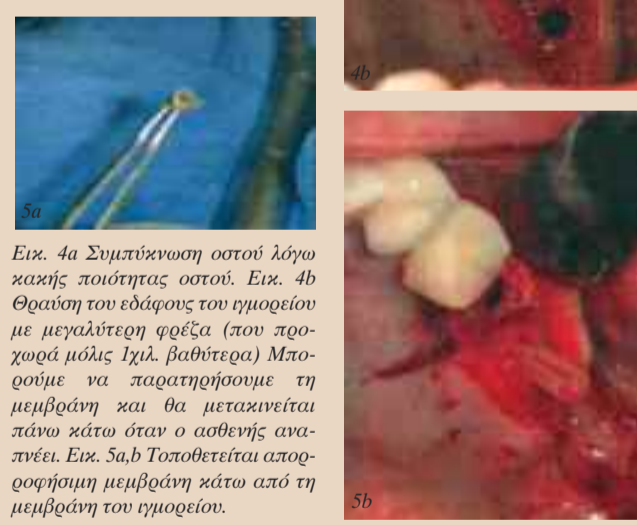 4b
5a
Εικ. 4a Συμπύκνωση οστού λόγω
κακής ποιότητας οστού. Εικ. 4b
Θραύση του εδάφους του ιγμορείου
με μεγαλύτερη φρέζα (που προ-
χωρά μόλις 1χιλ. βαθύτερα) Μπο-
ρούμε να παρατηρήσουμε τη
μεμβράνη και θα μετακινείται
πάνω κάτω όταν ο ασθενής ανα-
πνέει. Εικ. 5a,b Τοποθετείται απορ-
ροφήσιμη μεμβράνη κάτω από τη
μεμβράνη του ιγμορείου.
5b